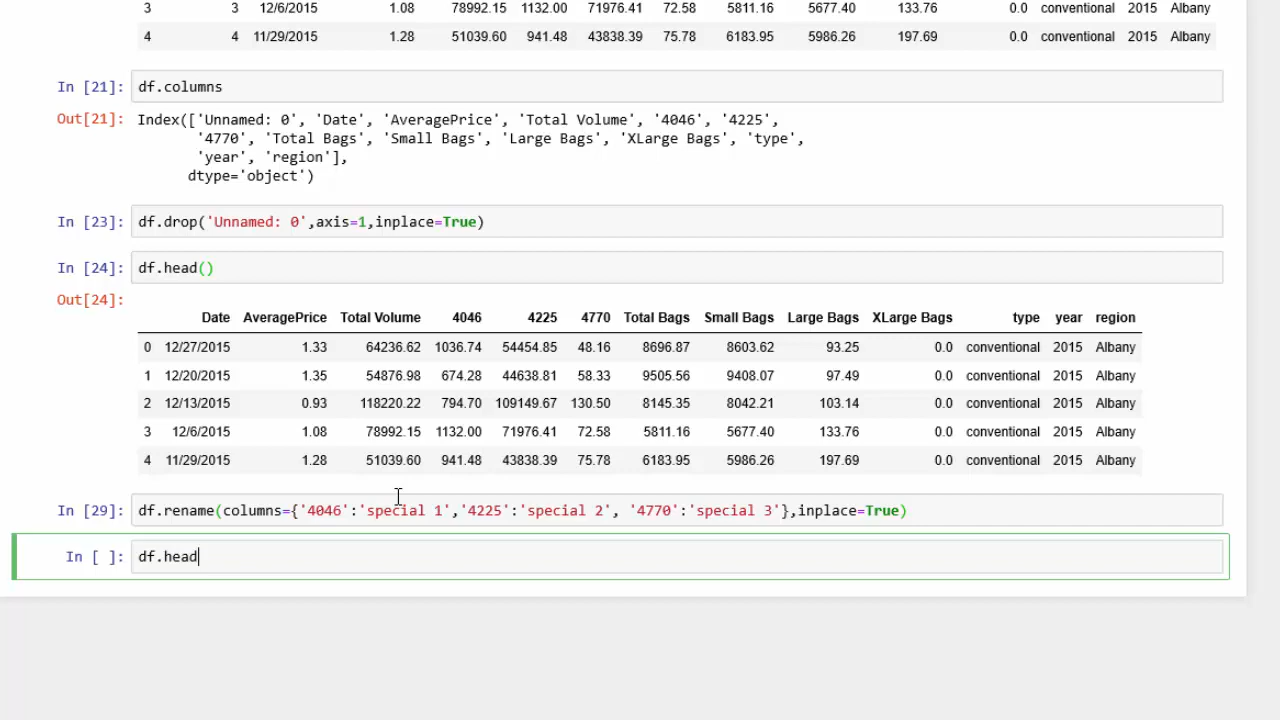 3 3 12/6/2015 1.08 78992.15 1132.00 71976.41 72.58 5811.16 5677.40 133.76 0.0 conventional 2015 Albany
4 4 11/29/2015 1.28 51039.60 941.48 43838.39 75.78 6183.95 5986.26 197.69 0.0 conventional 2015 Albany
In [21]: df.columns
Out[21]: Index(['Unnamed: 0', 'Date', 'AveragePrice', 'Total Volume', '4046', '4225',
'4770', 'Total Bags', 'Small Bags', 'Large Bags', 'XLarge Bags', 'type',
'year', 'region'],
dtype='object')
In [23]: df.drop('Unnamed: 0',axis=1,inplace=True)
In [24]: df.head()
Out[24]:
Date AveragePrice Total Volume 4046 4225 4770 Total Bags Small Bags Large Bags XLarge Bags type year region
0 12/27/2015 1.33 64236.62 1036.74 54454.85 48.16 8696.87 8603.62 93.25 0.0 conventional 2015 Albany
1 12/20/2015 1.35 54876.98 674.28 44638.81 58.33 9505.56 9408.07 97.49 0.0 conventional 2015 Albany
2 12/13/2015 0.93 118220.22 794.70 109149.67 130.50 8145.35 8042.21 103.14 0.0 conventional 2015 Albany
3 12/6/2015 1.08 78992.15 1132.00 71976.41 72.58 5811.16 5677.40 133.76 0.0 conventional 2015 Albany
4 11/29/2015 1.28 51039.60 941.48 43838.39 75.78 6183.95 5986.26 197.69 0.0 conventional 2015 Albany
In [29]: df.rename(columns={'4046':'special 1','4225':'special 2', '4770':'special 3'},inplace=True)
In [ ]: df.head